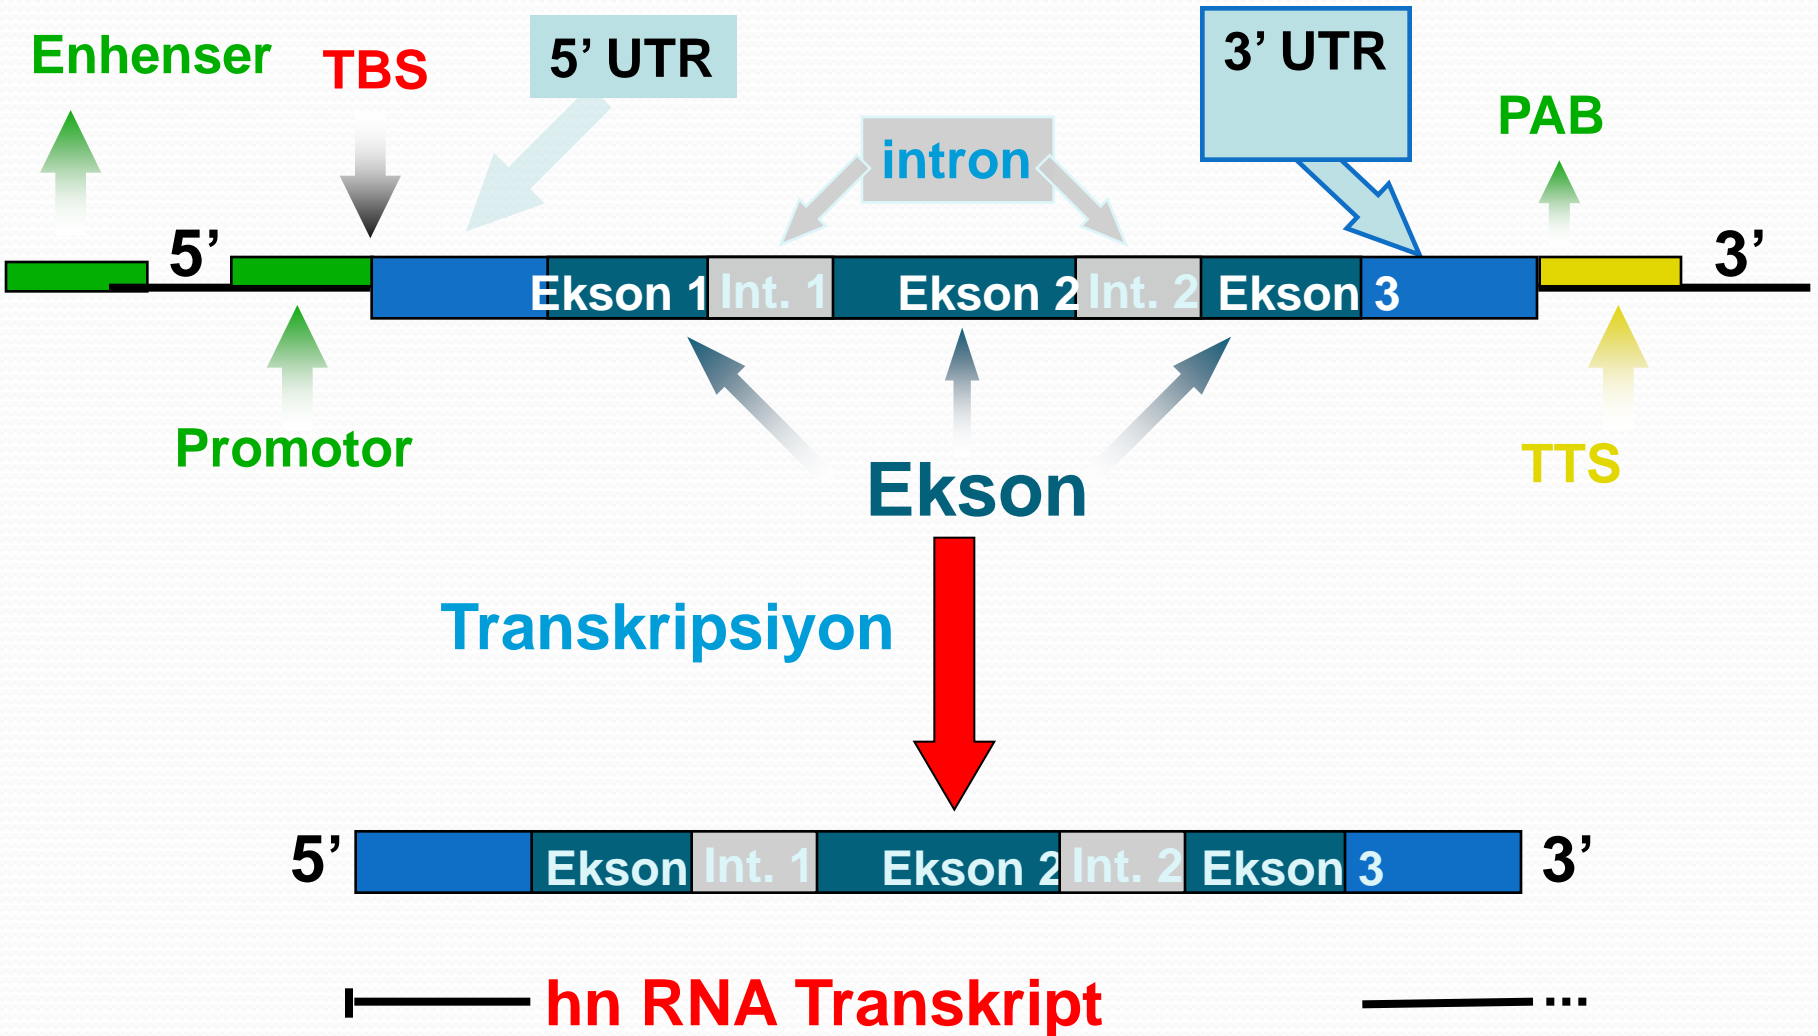 Enhenser
TBS
5’ UTR
3’ UTR
PAB
intron
5’
3’
Ekson 1
Int. 1
Ekson 2
Int. 2
Ekson 3
Promotor
TTS
Ekson
Transkripsiyon
5’
Ekson
Int. 1
Ekson 2
Int. 2
Ekson 3
3’
hn RNA Transkript
...